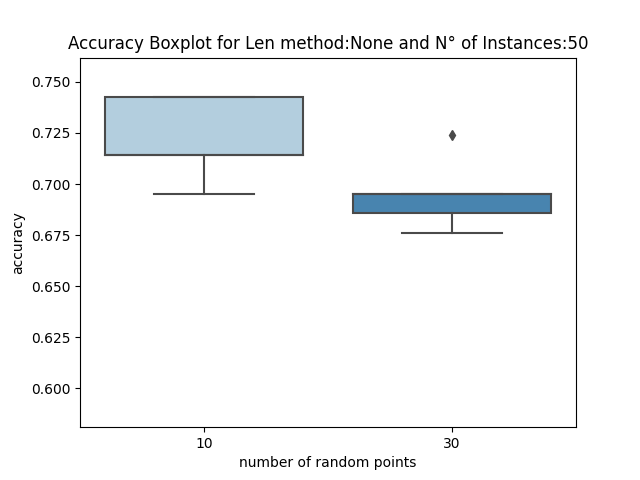 Accuracy Boxplot for Len method:None and N° of Instances:50
0.750
0.725
0.700
0.675
0.650
0.625
0.600
accuracy
10 30
number of random points